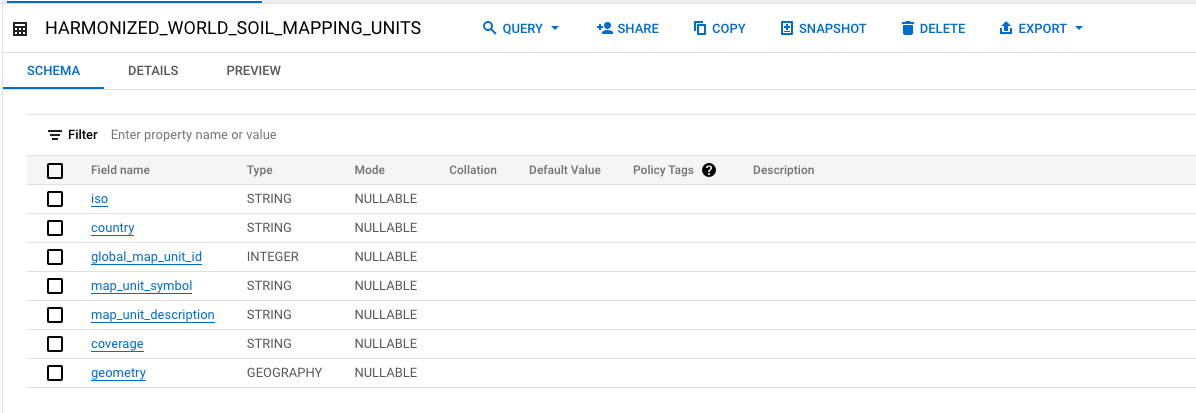 HARMONIZED_WORLD_SOIL_MAPPING_UNITS QUERY SHARE COPY SNAPSHOT DELETE EXPORT
SCHEMA DETAILS PREVIEW
Filter Enter property name or value
Field name Type Mode Collation Default Value Policy Tags ? Description
iso STRING NULLABLE
country STRING NULLABLE
global_map_unit_id INTEGER NULLABLE
map_unit_symbol STRING NULLABLE
map_unit_description STRING NULLABLE
coverage STRING NULLABLE
geometry GEOGRAPHY NULLABLE